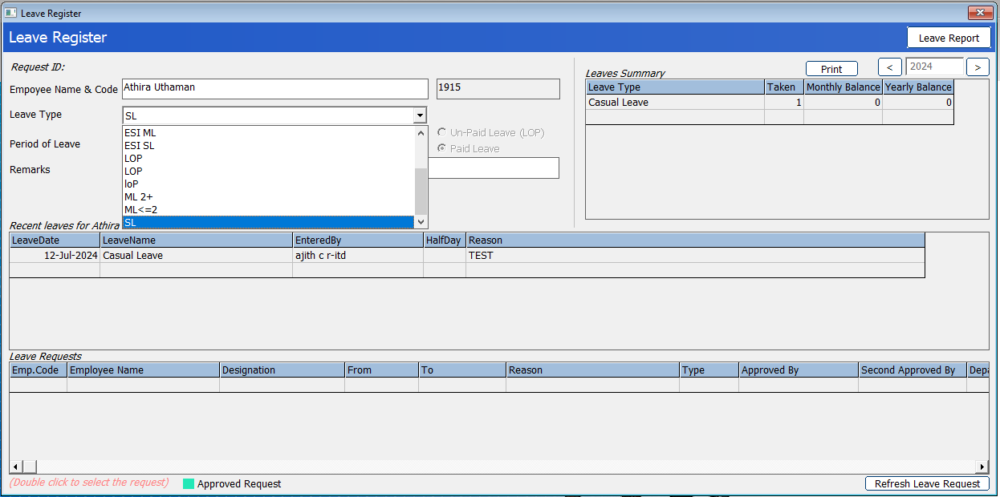 Leave Register
Leave Register
Leave Report
Request ID:
Empoyee Name & Code Athira Uthaman 1915
Leave Type SL
ESI ML
ESI SL
LOP
LOP
loP
ML 2+
ML<=2
SL
Period of Leave
Un-Paid Leave (LOP)
Paid Leave
Remarks
Print < 2024 >
Leaves Summary
Leave Type Taken Monthly Balance Yearly Balance
Casual Leave 1 0 0
Recent leaves for Athira
LeaveDate LeaveName EnteredBy HalfDay Reason
12-Jul-2024 Casual Leave ajith c r-itd TEST
Leave Requests
Emp.Code Employee Name Designation From To Reason Type Approved By Second Approved By Depa
(Double click to select the request) Approved Request Refresh Leave Request